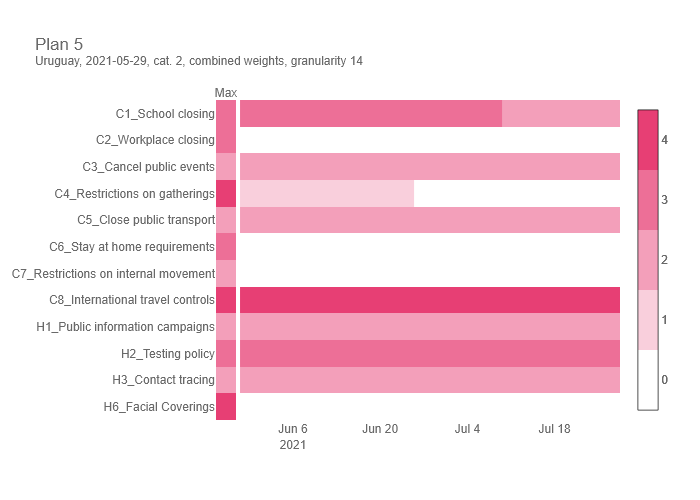 Plan 5
Uruguay, 2021-05-29, cat. 2, combined weights, granularity 14
Max
C1_School closing
C2_Workplace closing
C3_Cancel public events
C4_Restrictions on gatherings
C5_Close public transport
C6_Stay at home requirements
C7_Restrictions on internal movement
C8_International travel controls
H1_Public information campaigns
H2_Testing policy
H3_Contact tracing
H6_Facial Coverings
4
3
2
1
0
Jun 6 Jun 20 Jul 4 Jul 18
2021